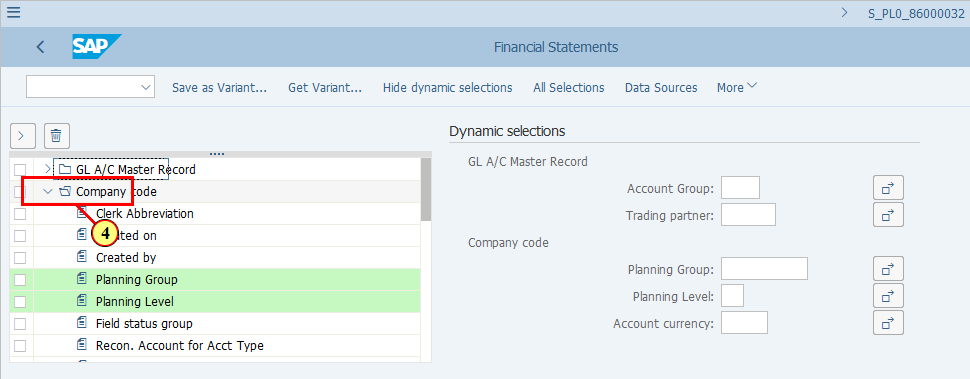 S_PL0_86000032
SAP
Financial Statements
Save as Variant... Get Variant... Hide dynamic selections All Selections Data Sources More
Dynamic selections
GL A/C Master Record
Company code
Clerk Abbreviation
4
ted on
Created by
Planning Group
Planning Level
Field status group
Recon. Account for Acct Type
GL A/C Master Record
Account Group:
Trading partner:
Company code
Planning Group:
Planning Level:
Account currency: